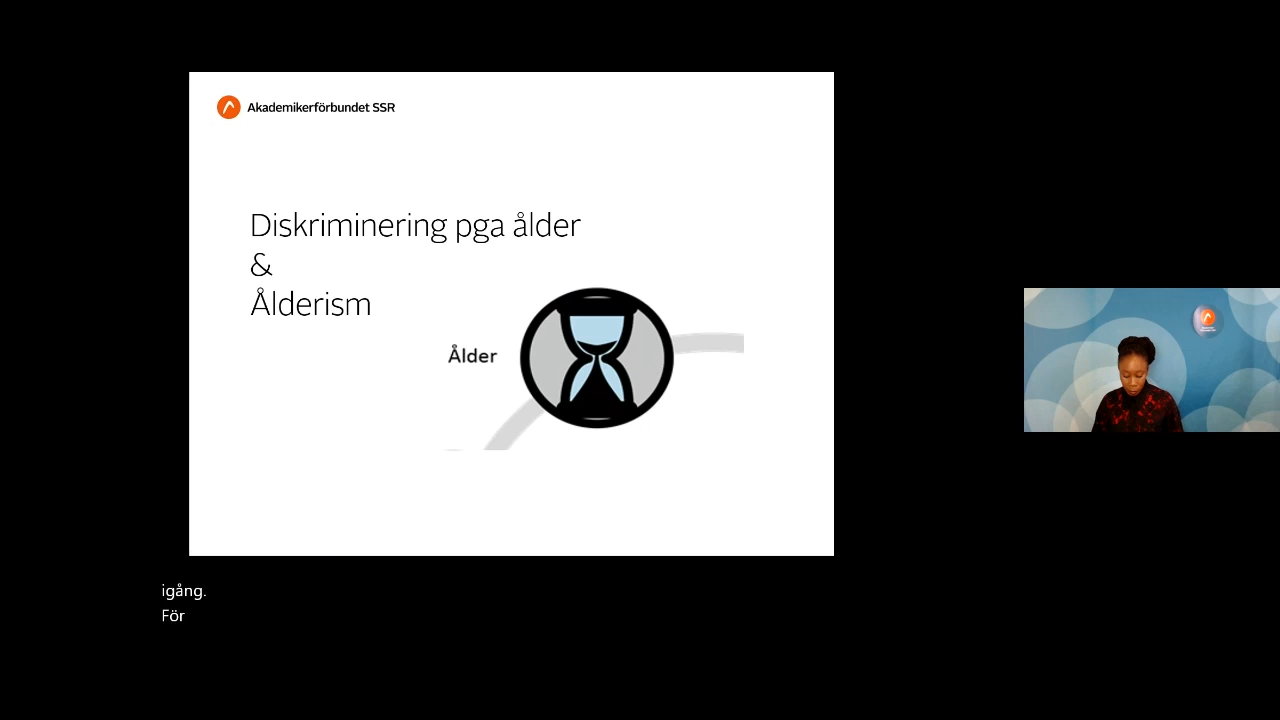 Akademikerförbundet SSR
Diskriminering pga ålder
&
Ålderism
Ålder
igång.
För